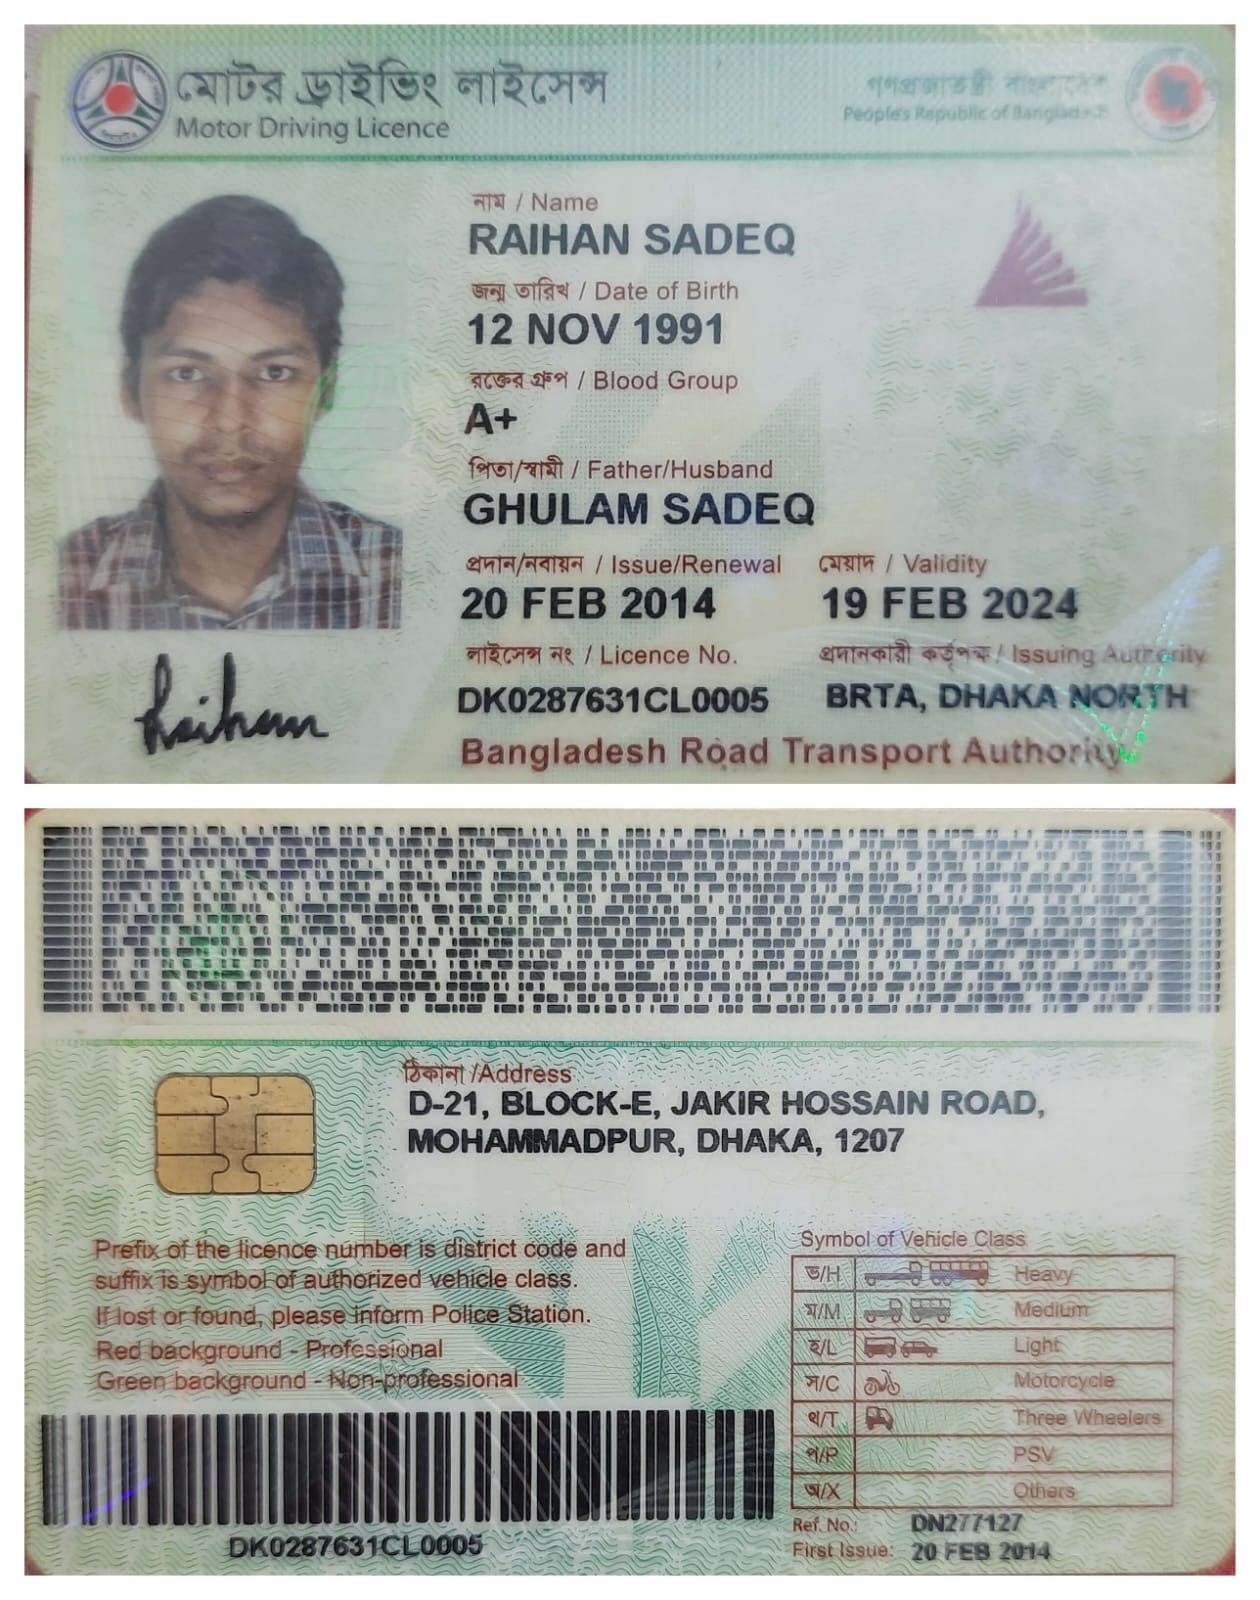 মোটর ড্রাইভিং লাইসেন্স
Motor Driving Licence
গণপ্রজাতন্ত্রী বাংলাদেশ
People's Republic of Bangladesh
নাম / Name
RAIHAN SADEQ
জন্ম তারিখ / Date of Birth
12 NOV 1991
রক্তের গ্রুপ / Blood Group
A+
পিতা/স্বামী / Father/Husband
GHULAM SADEQ
প্রদান/নবায়ন / Issue/Renewal মেয়াদ / Validity
20 FEB 2014 19 FEB 2024
লাইসেন্স নং / Licence No. প্রদানকারী কর্তৃপক্ষ / Issuing Authority
DK0287631CL0005 BRTA, DHAKA NORTH
Raihan
Bangladesh Road Transport Authority
ঠিকানা /Address
D-21, BLOCK-E, JAKIR HOSSAIN ROAD,
MOHAMMADPUR, DHAKA, 1207
Prefix of the licence number is district code and
suffix is symbol of authorized vehicle class.
If lost or found, please inform Police Station.
Red background - Professional
Green background - Non-professional
DK0287631CL0005
Symbol of Vehicle Class
ভ/H Heavy
ম/M Medium
হ/L Light
স/C Motorcycle
থ/T Three Wheelers
প/P PSV
অ/X Others
Ref. No.: DN277127
First Issue: 20 FEB 2014